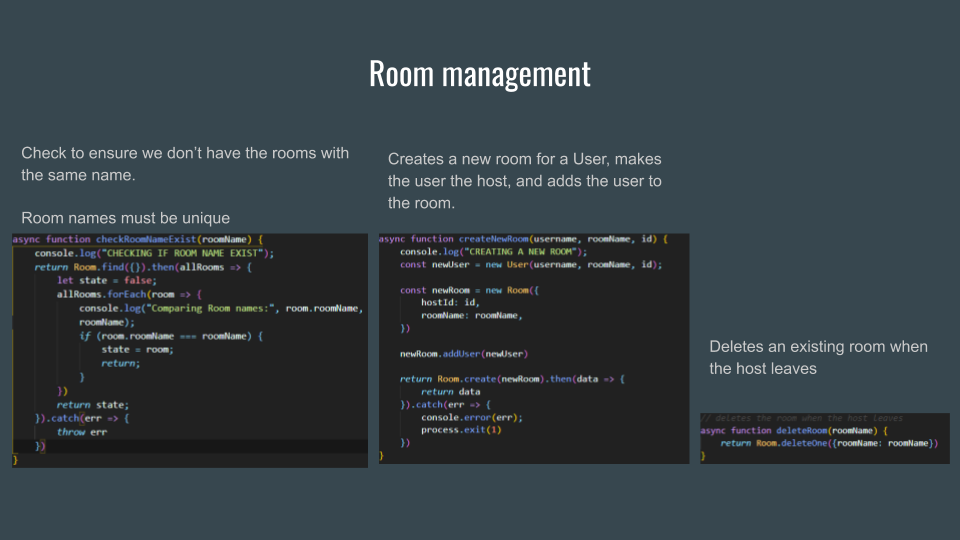 Room management
Check to ensure we don’t have the rooms with
the same name.
Room names must be unique
async function checkRoomNameExist(roomName) {
console.log("CHECKING IF ROOM NAME EXIST");
return Room.find({}).then(allRooms => {
let state = false;
allRooms.forEach(room => {
console.log("Comparing Room names:", room.roomName,
roomName);
if (room.roomName === roomName) {
state = room;
return;
}
})
return state;
}).catch(err => {
throw err
})
}
Creates a new room for a User, makes
the user the host, and adds the user to
the room.
async function createNewRoom(username, roomName, id) {
console.log("CREATING A NEW ROOM");
const newUser = new User(username, roomName, id);
const newRoom = new Room({
hostId: id,
roomName: roomName,
})
newRoom.addUser(newUser)
return Room.create(newRoom).then(data => {
return data
}).catch(err => {
console.error(err);
process.exit(1)
})
}
Deletes an existing room when
the host leaves
// deletes the room when the host leaves
async function deleteRoom(roomName) {
return Room.deleteOne({roomName: roomName})
}